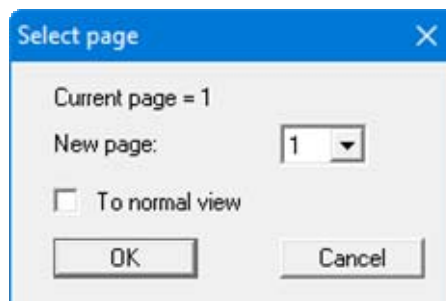 Select page
Current page = 1
New page: 1
To normal view
OK Cancel